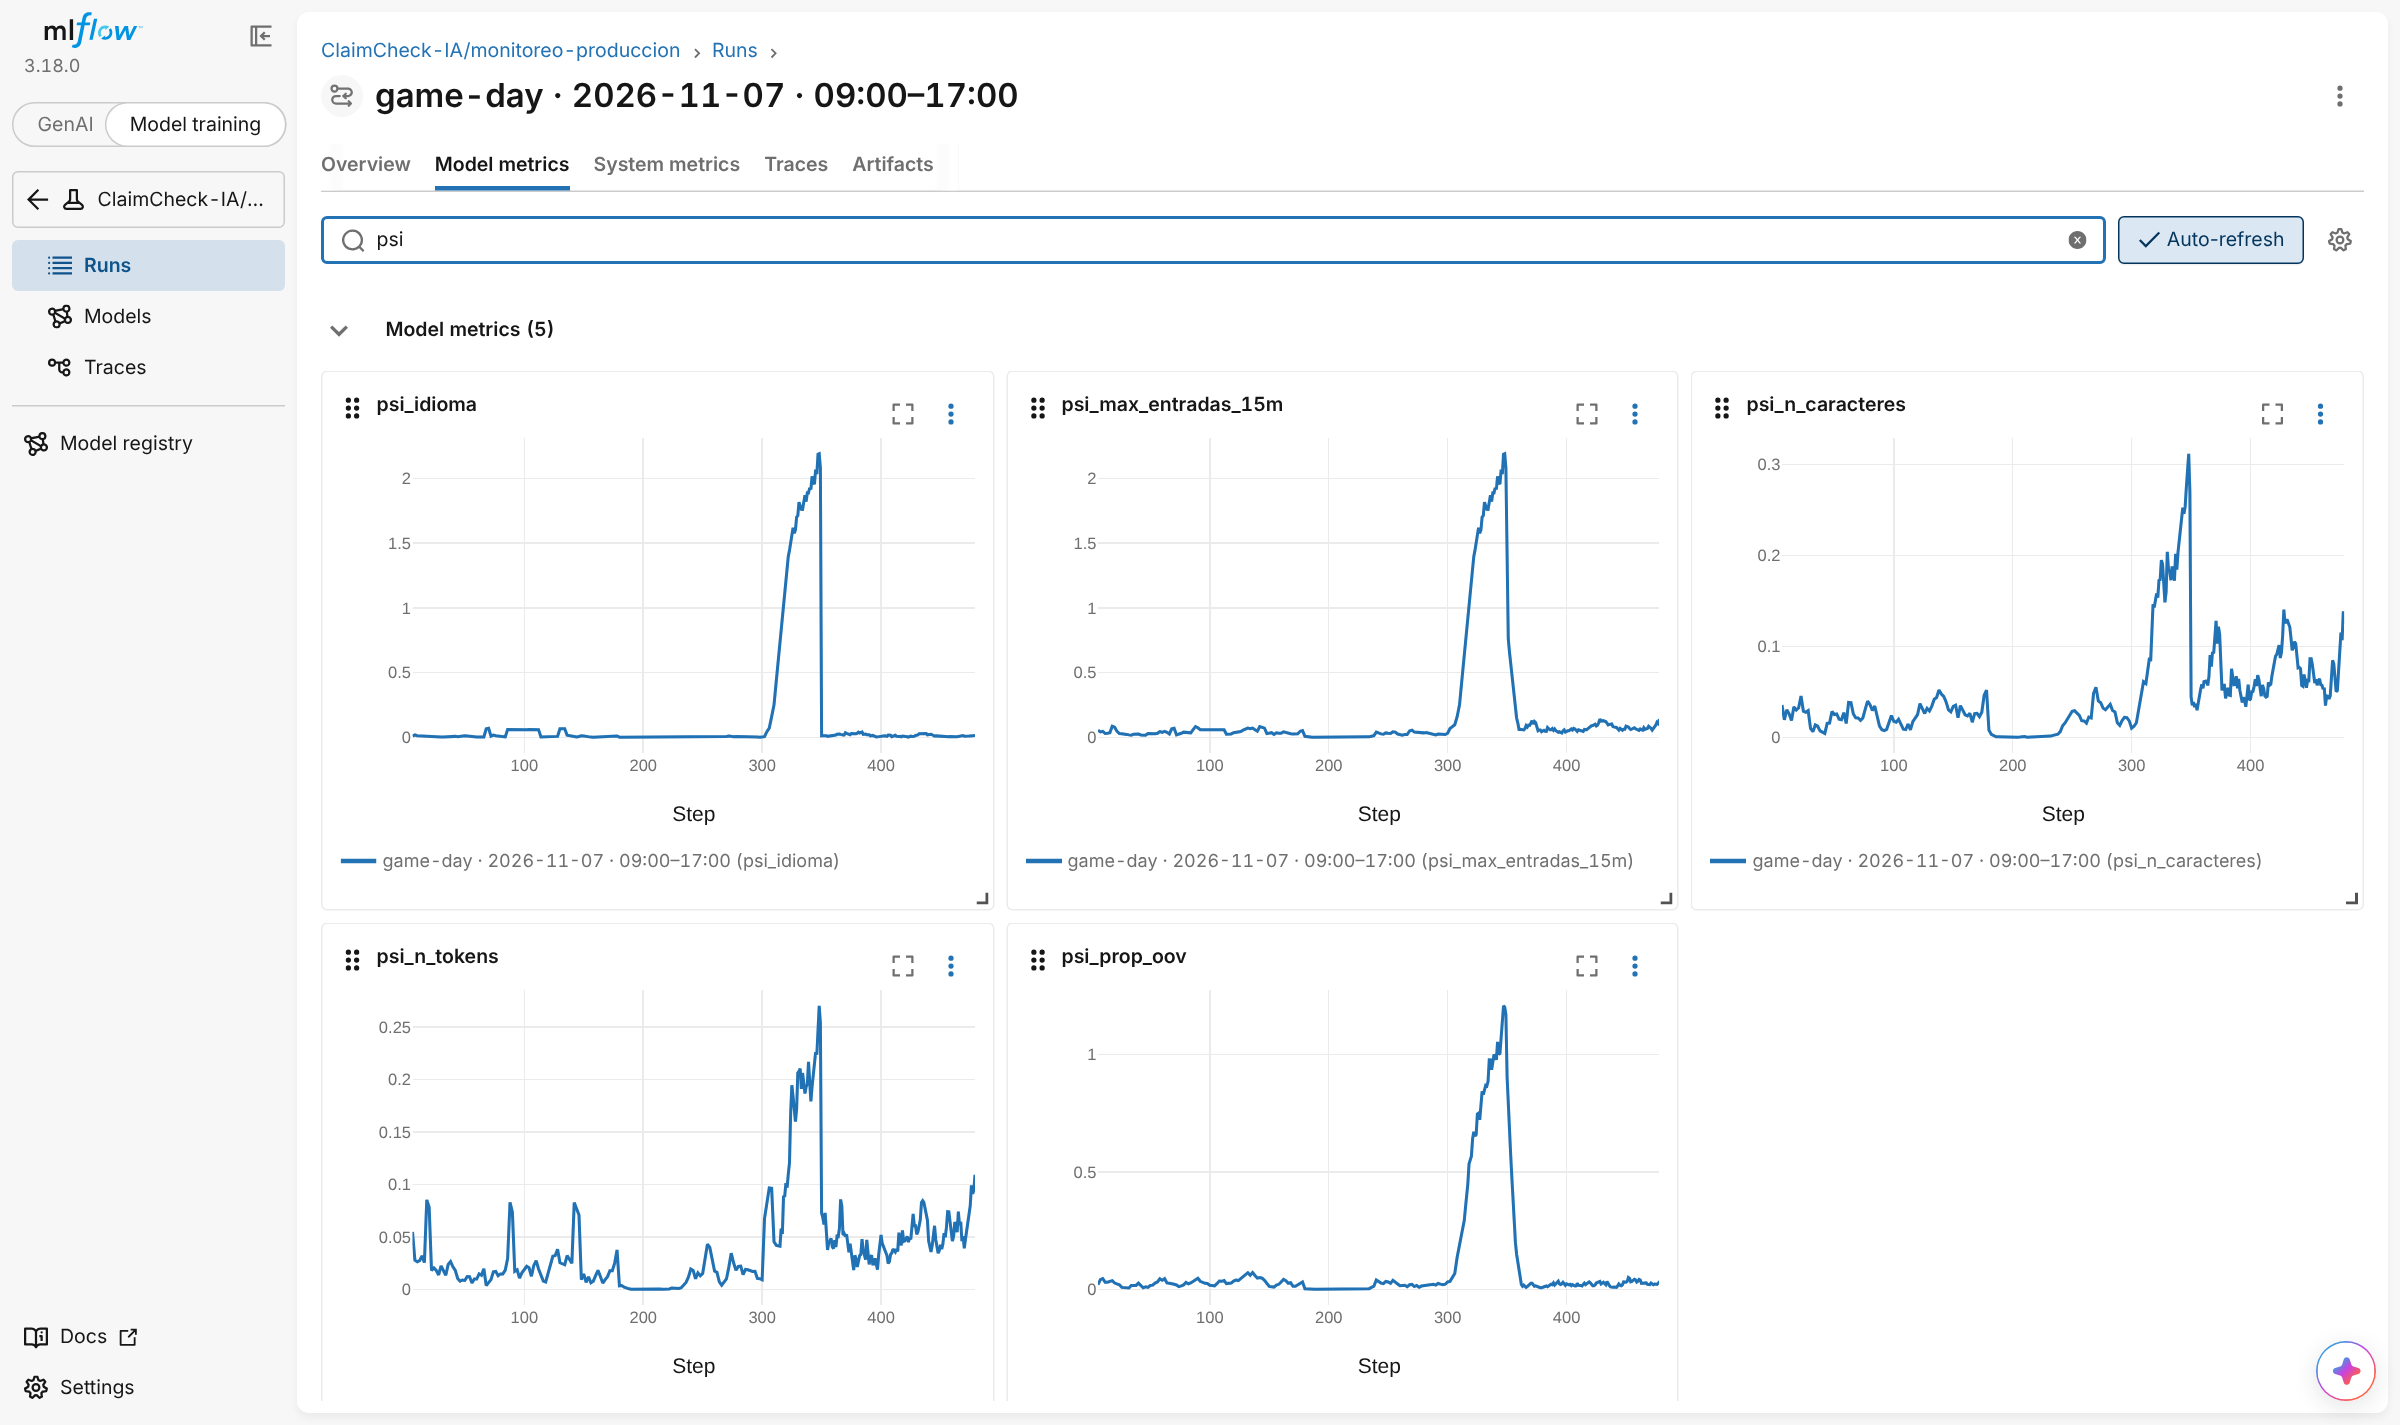 mlflow
3.18.0
GenAI
Model training
ClaimCheck-IA/...
Runs
Models
Traces
Model registry
Docs
Settings
ClaimCheck-IA/monitoreo-produccion › Runs ›
game-day · 2026-11-07 · 09:00–17:00
Overview Model metrics System metrics Traces Artifacts
psi
Auto-refresh
Model metrics (5)
psi_idioma
2
1.5
1
0.5
0
100 200 300 400
Step
game-day · 2026-11-07 · 09:00–17:00 (psi_idioma)
psi_max_entradas_15m
2
1.5
1
0.5
0
100 200 300 400
Step
game-day · 2026-11-07 · 09:00–17:00 (psi_max_entradas_15m)
psi_n_caracteres
0.3
0.2
0.1
0
100 200 300 400
Step
game-day · 2026-11-07 · 09:00–17:00 (psi_n_caracteres)
psi_n_tokens
0.25
0.2
0.15
0.1
0.05
0
100 200 300 400
Step
psi_prop_oov
1
0.5
0
100 200 300 400
Step